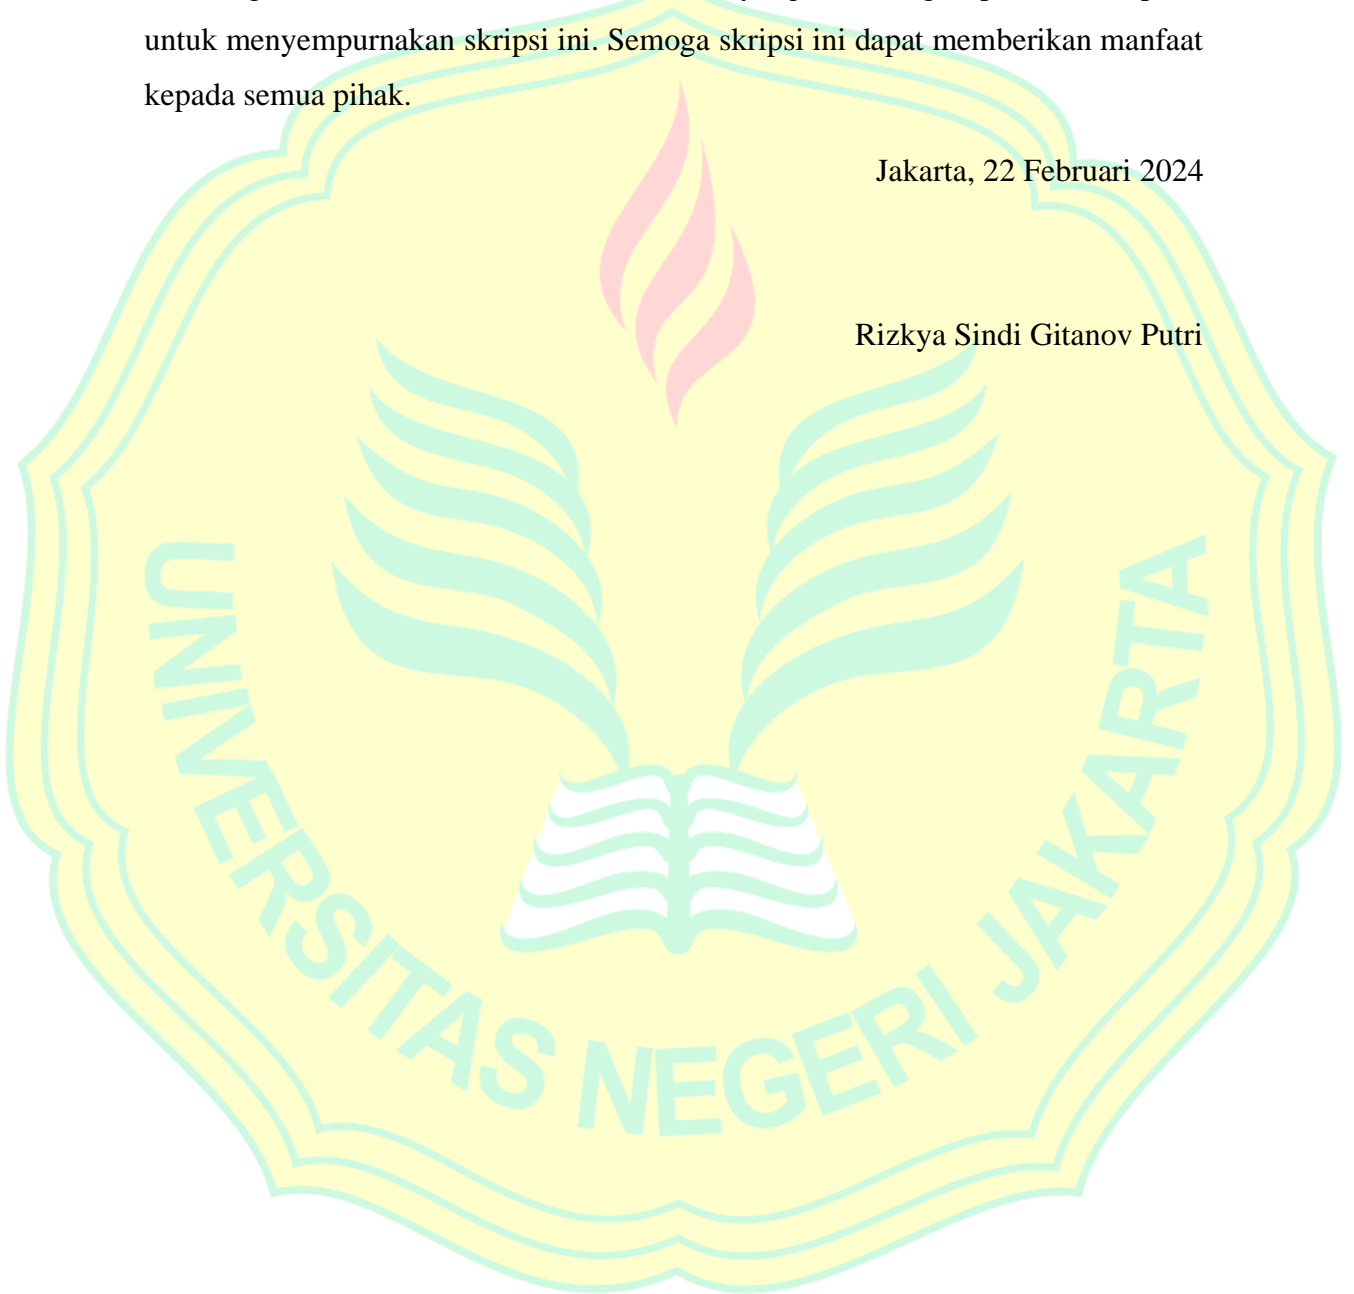 untuk menyempurnakan skripsi ini. Semoga skripsi ini dapat memberikan manfaat
kepada semua pihak.
Jakarta, 22 Februari 2024
Rizkya Sindi Gitanov Putri
UNIVERSITAS NEGERI JAKARTA